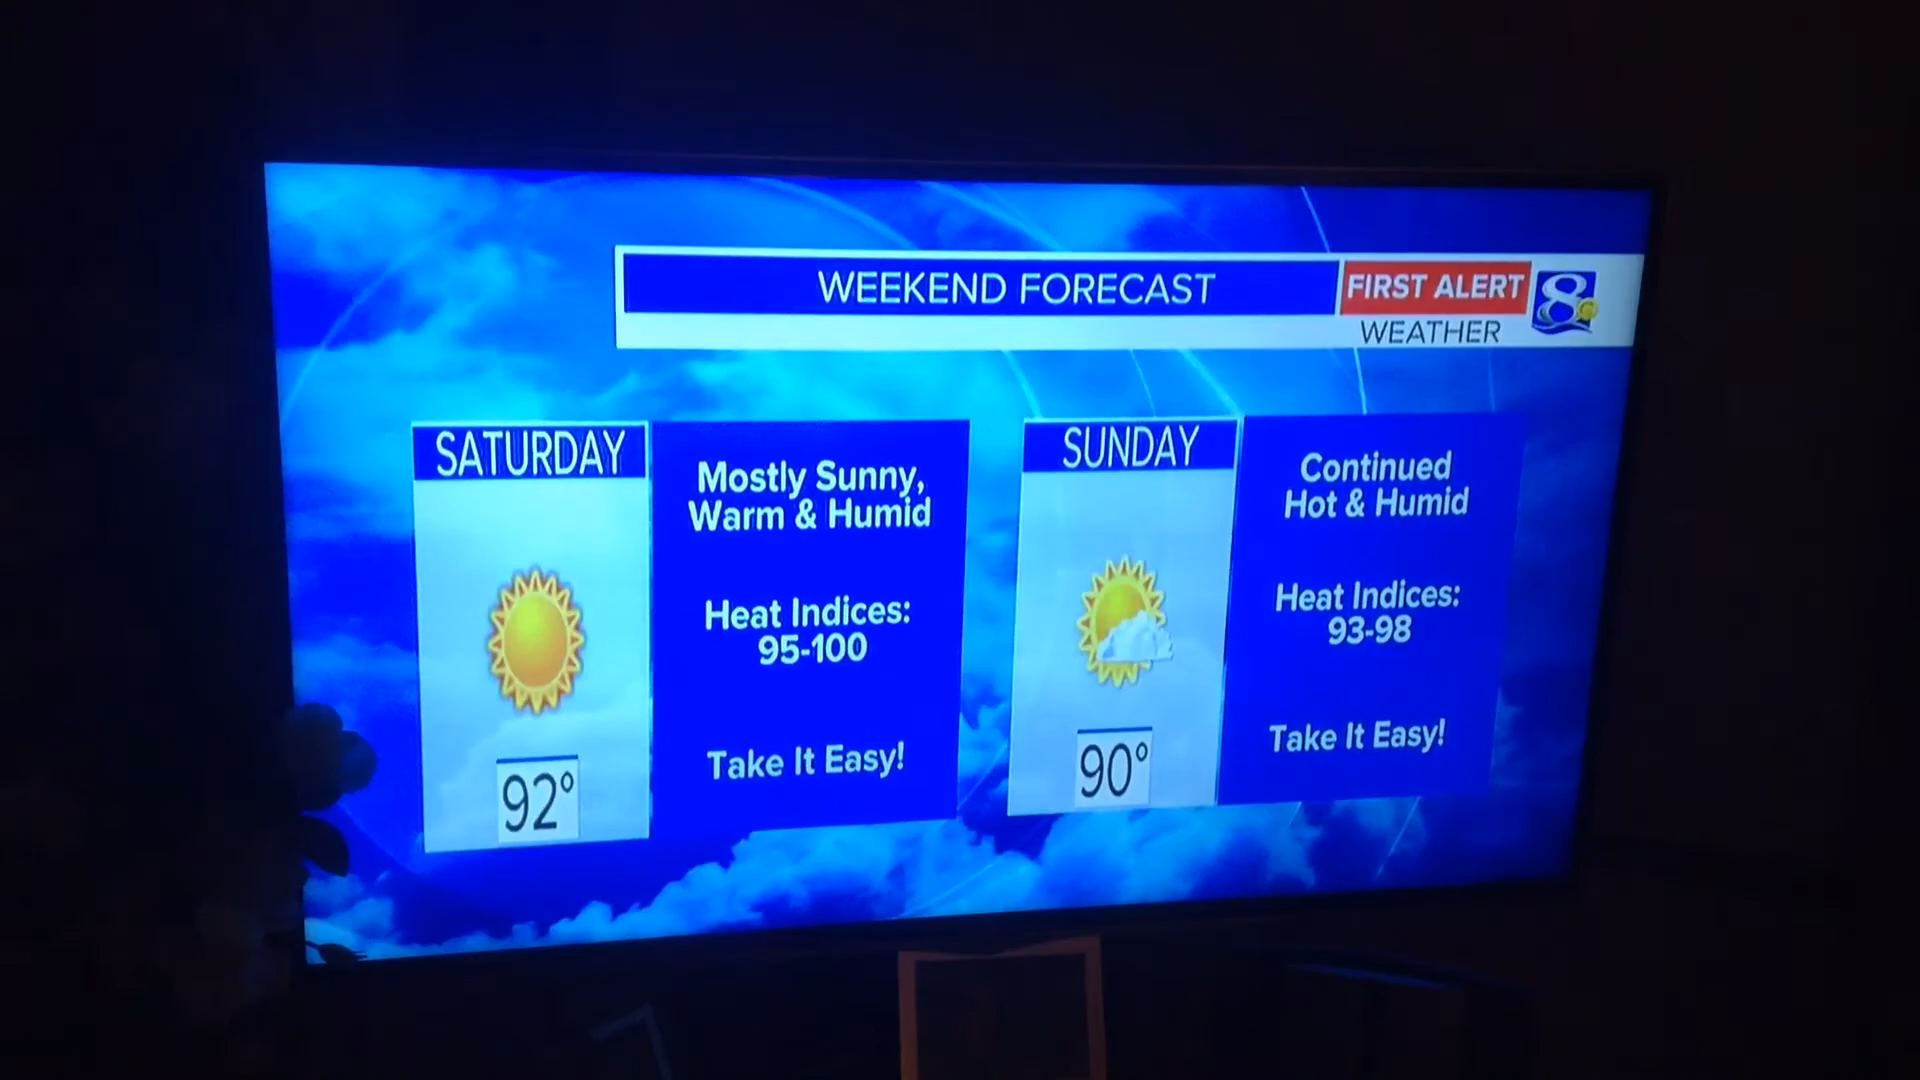 WEEKEND FORECAST
FIRST ALERT
WEATHER
8
SATURDAY
Mostly Sunny,
Warm & Humid
Heat Indices:
95-100
Take It Easy!
92°
SUNDAY
Continued
Hot & Humid
Heat Indices:
93-98
Take It Easy!
90°